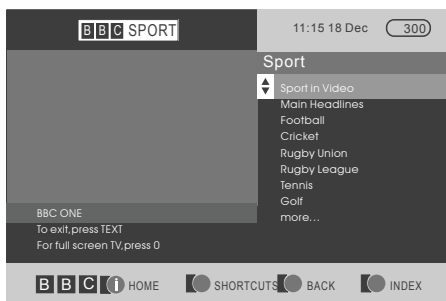 BBC SPORT
11:15 18 Dec 300
Sport
Sport in Video
Main Headlines
Football
Cricket
Rugby Union
Rugby League
Tennis
Golf
more...
BBC ONE
To exit,press TEXT
For full screen TV,press 0
BBCi HOME SHORTCUTS BACK INDEX